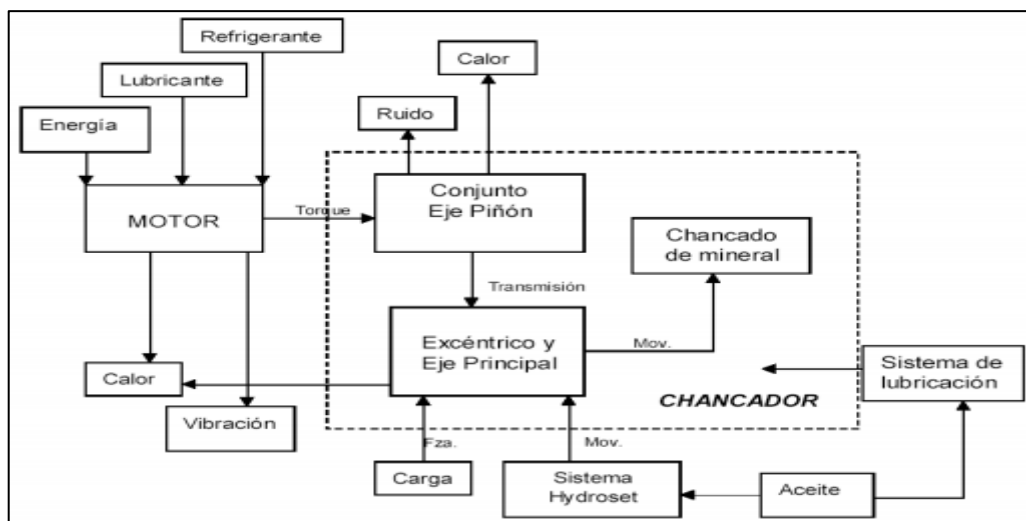 Refrigerante
Calor
Lubricante
Ruido
Energía
Conjunto
Eje Piñón
MOTOR
Torque
Chancado
de mineral
Transmisión
Excéntrico y
Eje Principal
Mov.
Sistema de
lubricación
Calor
CHANCADOR
Vibración
Fza.
Mov.
Carga
Sistema
Hydroset
Aceite